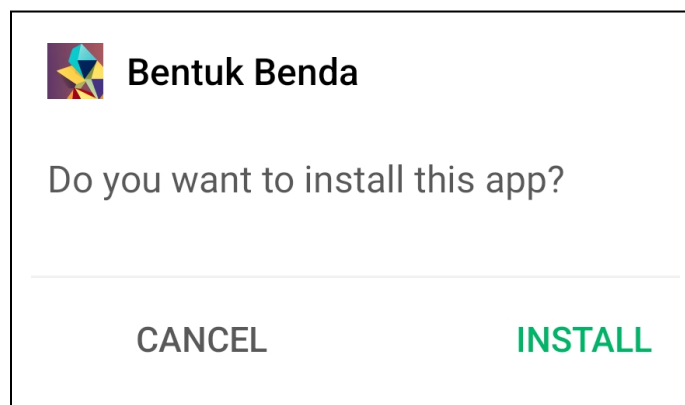 Bentuk Benda
Do you want to install this app?
CANCEL
INSTALL